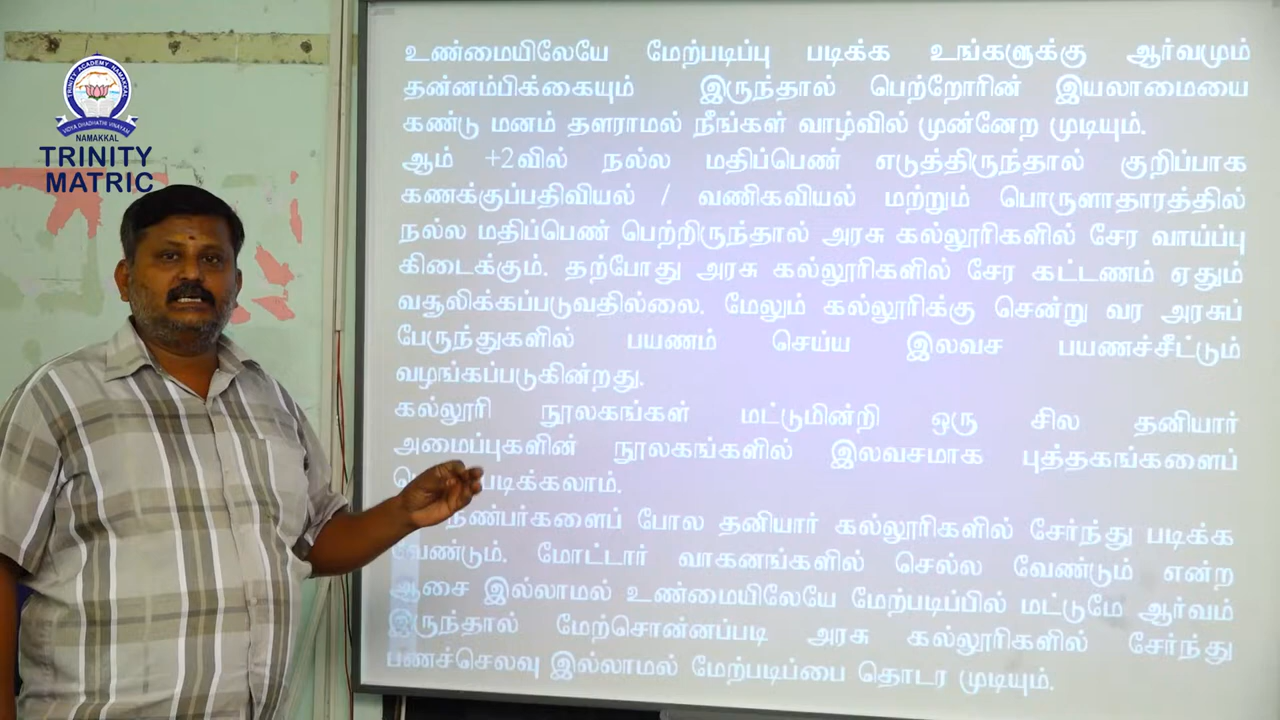 TRINITY ACADEMY NAMAKKAL
VIDYA DHADHATHI VINAYAM
NAMAKKAL
TRINITY
MATRIC
உண்மையிலேயே மேற்படிப்பு படிக்க உங்களுக்கு ஆர்வமும்
தன்னம்பிக்கையும் இருந்தால் பெற்றோரின் இயலாமையை
கண்டு மனம் தளராமல் நீங்கள் வாழ்வில் முன்னேற முடியும்.
ஆம் +2வில் நல்ல மதிப்பெண் எடுத்திருந்தால் குறிப்பாக
கணக்குப்பதிவியல் / வணிகவியல் மற்றும் பொருளாதாரத்தில்
நல்ல மதிப்பெண் பெற்றிருந்தால் அரசு கல்லூரிகளில் சேர வாய்ப்பு
கிடைக்கும். தற்போது அரசு கல்லூரிகளில் சேர கட்டணம் ஏதும்
வசூலிக்கப்படுவதில்லை. மேலும் கல்லூரிக்கு சென்று வர அரசுப்
பேருந்துகளில் பயணம் செய்ய இலவச பயணச்சீட்டும்
வழங்கப்படுகின்றது.
கல்லூரி நூலகங்கள் மட்டுமின்றி ஒரு சில தனியார்
அமைப்புகளின் நூலகங்களில் இலவசமாக புத்தகங்களைப்
படிக்கலாம்.
நண்பர்களைப் போல தனியார் கல்லூரிகளில் சேர்ந்து படிக்க
வேண்டும். மோட்டார் வாகனங்களில் செல்ல வேண்டும் என்ற
ஆசை இல்லாமல் உண்மையிலேயே மேற்படிப்பில் மட்டுமே ஆர்வம்
இருந்தால் மேற்சொன்னப்படி அரசு கல்லூரிகளில் சேர்ந்து
பணச்செலவு இல்லாமல் மேற்படிப்பை தொடர முடியும்.